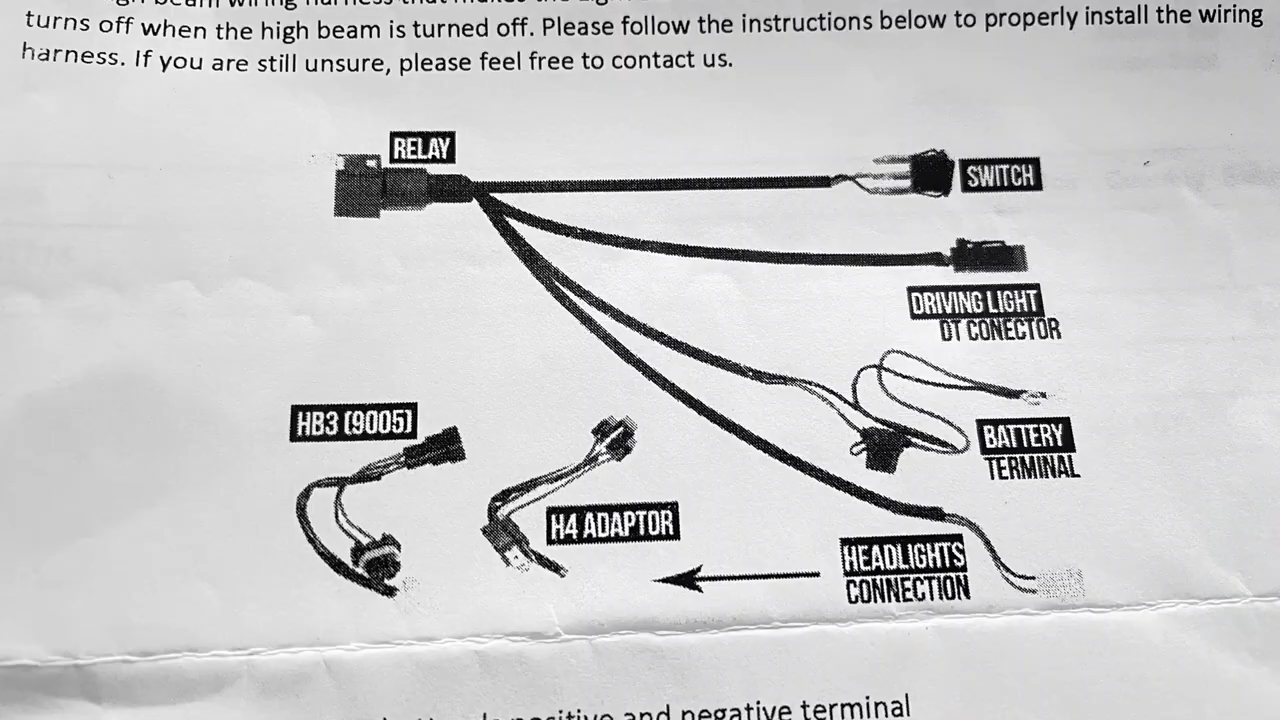 turns off when the high beam is turned off. Please follow the instructions below to properly install the wiring
harness. If you are still unsure, please feel free to contact us.
RELAY
SWITCH
DRIVING LIGHT
DT CONECTOR
HB3 (9005)
BATTERY
TERMINAL
H4 ADAPTOR
HEADLIGHTS
CONNECTION
positive and negative terminal